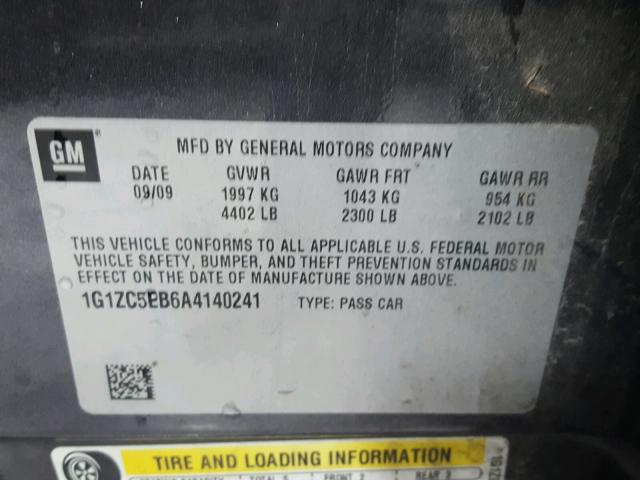 GM
MFD BY GENERAL MOTORS COMPANY
DATE GVWR GAWR FRT GAWR RR
09/09 1997 KG 1043 KG 954 KG
4402 LB 2300 LB 2102 LB
THIS VEHICLE CONFORMS TO ALL APPLICABLE U.S. FEDERAL MOTOR
VEHICLE SAFETY, BUMPER, AND THEFT PREVENTION STANDARDS IN
EFFECT ON THE DATE OF MANUFACTURE SHOWN ABOVE.
1G1ZC5EB6A4140241 TYPE: PASS CAR
TIRE AND LOADING INFORMATION